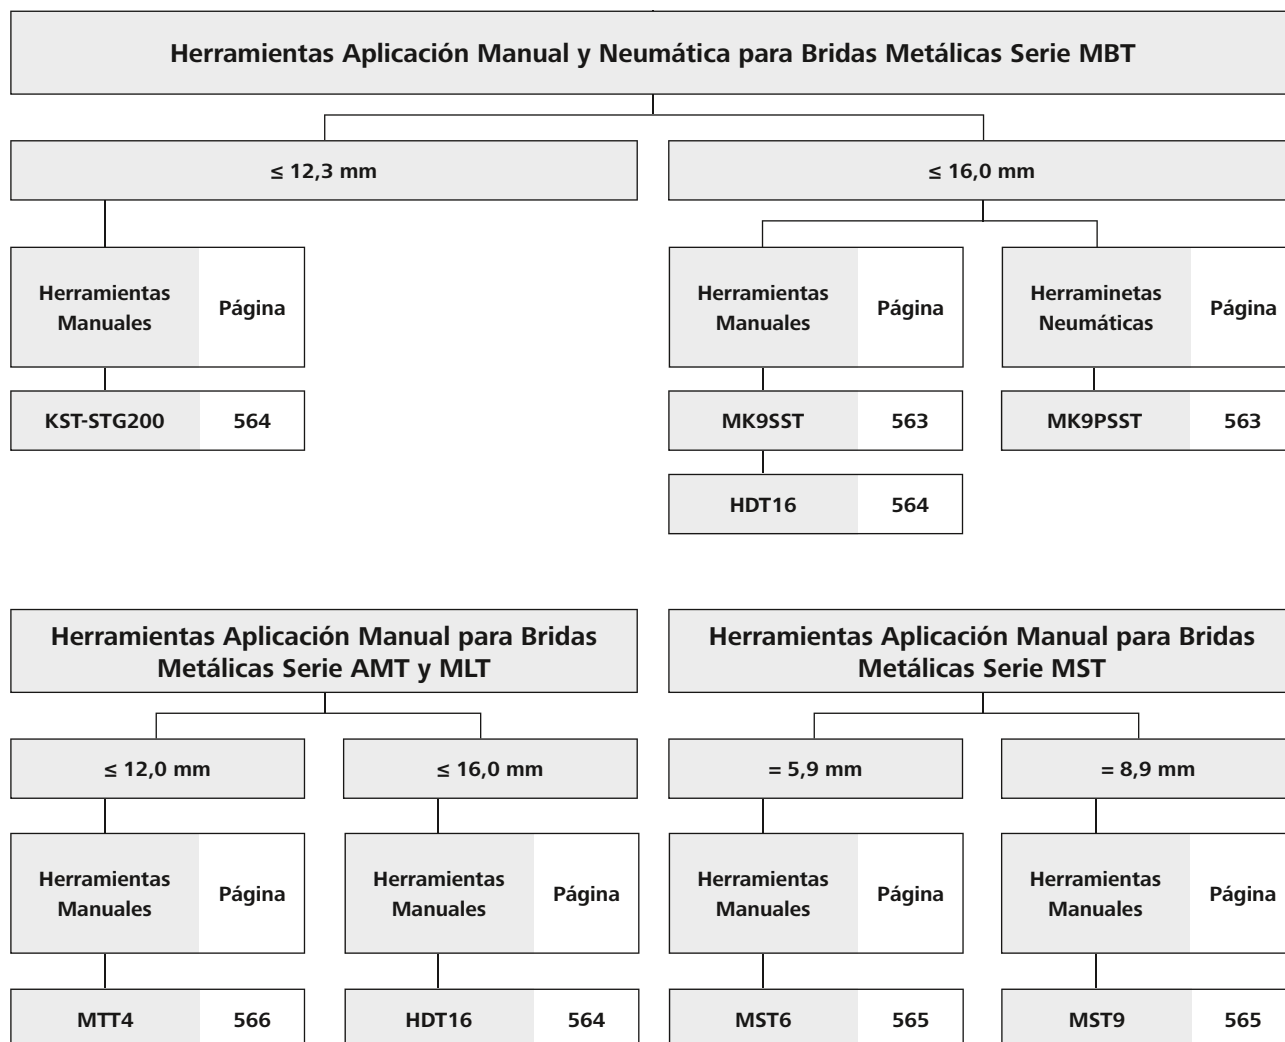 Herramientas Aplicación Manual y Neumática para Bridas Metálicas Serie MBT
≤ 12,3 mm
≤ 16,0 mm
Herramientas
Manuales
Página
Herramientas
Manuales
Página
Herraminetas
Neumáticas
Página
KST-STG200
564
MK9SST
563
MK9PSST
563
HDT16
564
Herramientas Aplicación Manual para Bridas
Metálicas Serie AMT y MLT
Herramientas Aplicación Manual para Bridas
Metálicas Serie MST
≤ 12,0 mm
≤ 16,0 mm
= 5,9 mm
= 8,9 mm
Herramientas
Manuales
Página
Herramientas
Manuales
Página
Herramientas
Manuales
Página
Herramientas
Manuales
Página
MTT4
566
HDT16
564
MST6
565
MST9
565